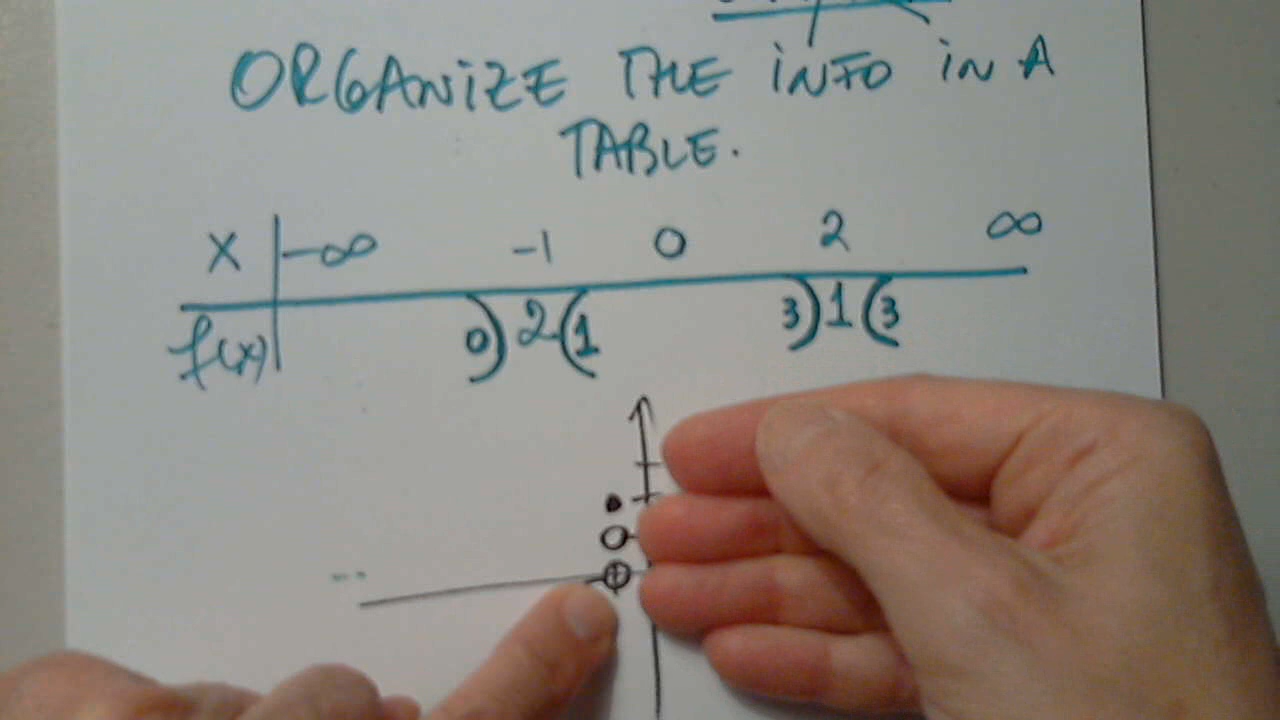 ORGANIZE THE INFO IN A
TABLE.
X -∞ -1 0 2 ∞
f(x) 0) 2 (1 3) 1 (3